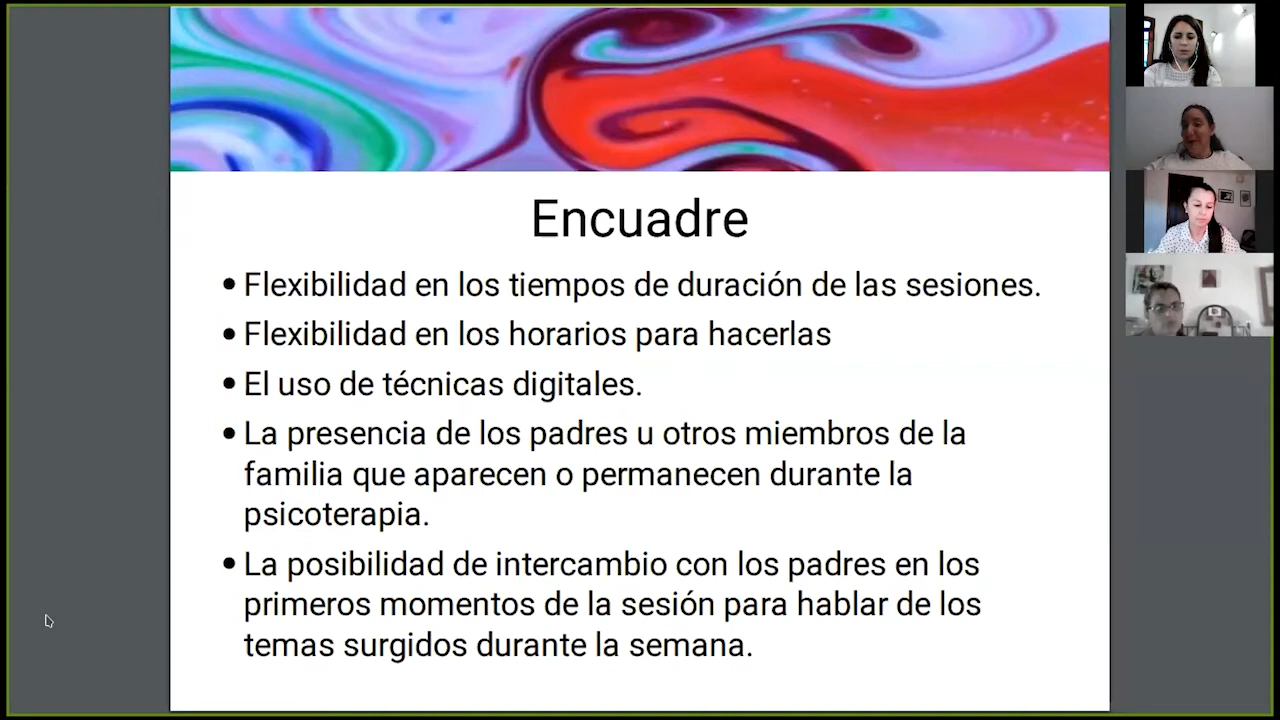 Encuadre
• Flexibilidad en los tiempos de duración de las sesiones.
• Flexibilidad en los horarios para hacerlas
• El uso de técnicas digitales.
• La presencia de los padres u otros miembros de la
familia que aparecen o permanecen durante la
psicoterapia.
• La posibilidad de intercambio con los padres en los
primeros momentos de la sesión para hablar de los
temas surgidos durante la semana.